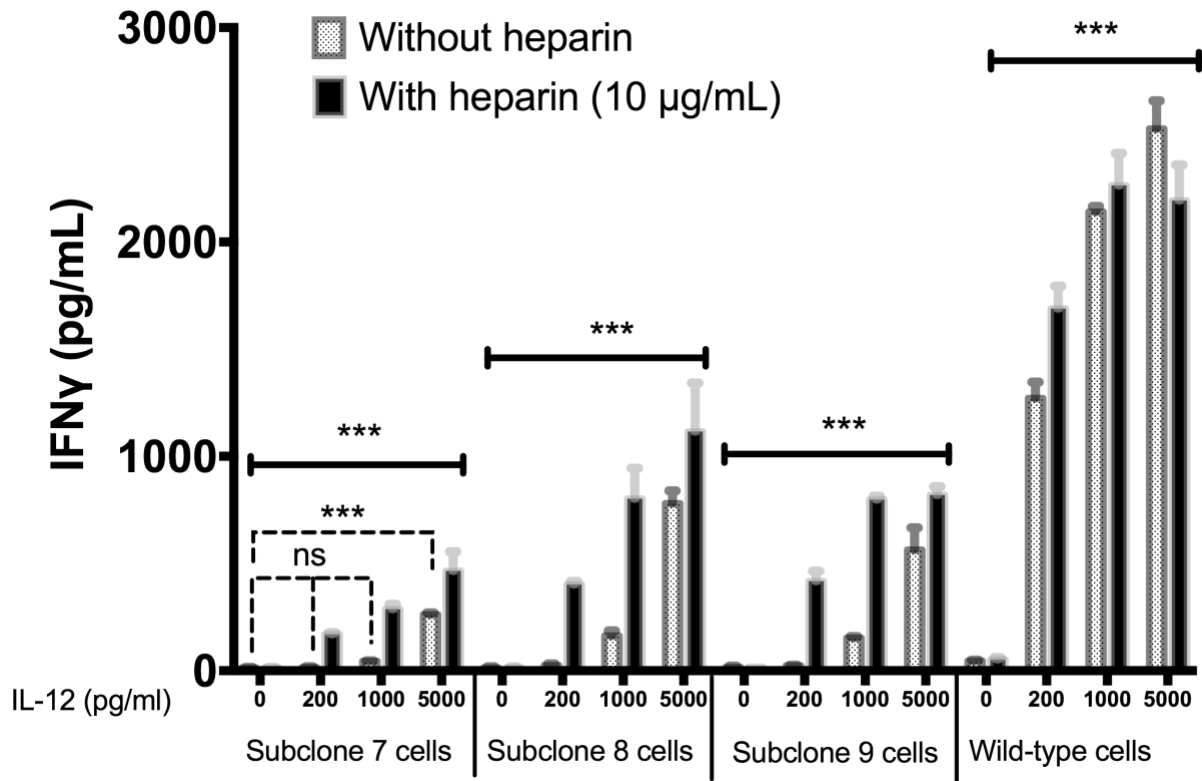 3000
Without heparin
With heparin (10 µg/mL)
***
2000
IFNγ (pg/mL)
***
1000
***
***
***
ns
0
IL-12 (pg/ml)
0 200 1000 5000 0 200 1000 5000 0 200 1000 5000 0 200 1000 5000
Subclone 7 cells Subclone 8 cells Subclone 9 cells Wild-type cells